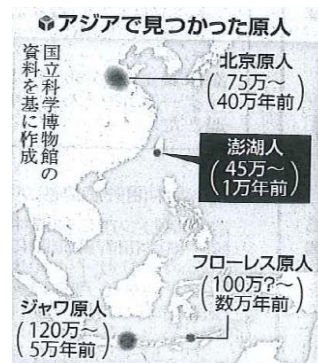 アジアで見つかった原人
国立科学博物館の
資料を基に作成
北京原人
(75万～
40万年前)
澎湖人
(45万～
1万年前)
フローレス原人
(100万?～
数万年前)
ジャワ原人
(120万～
5万年前)